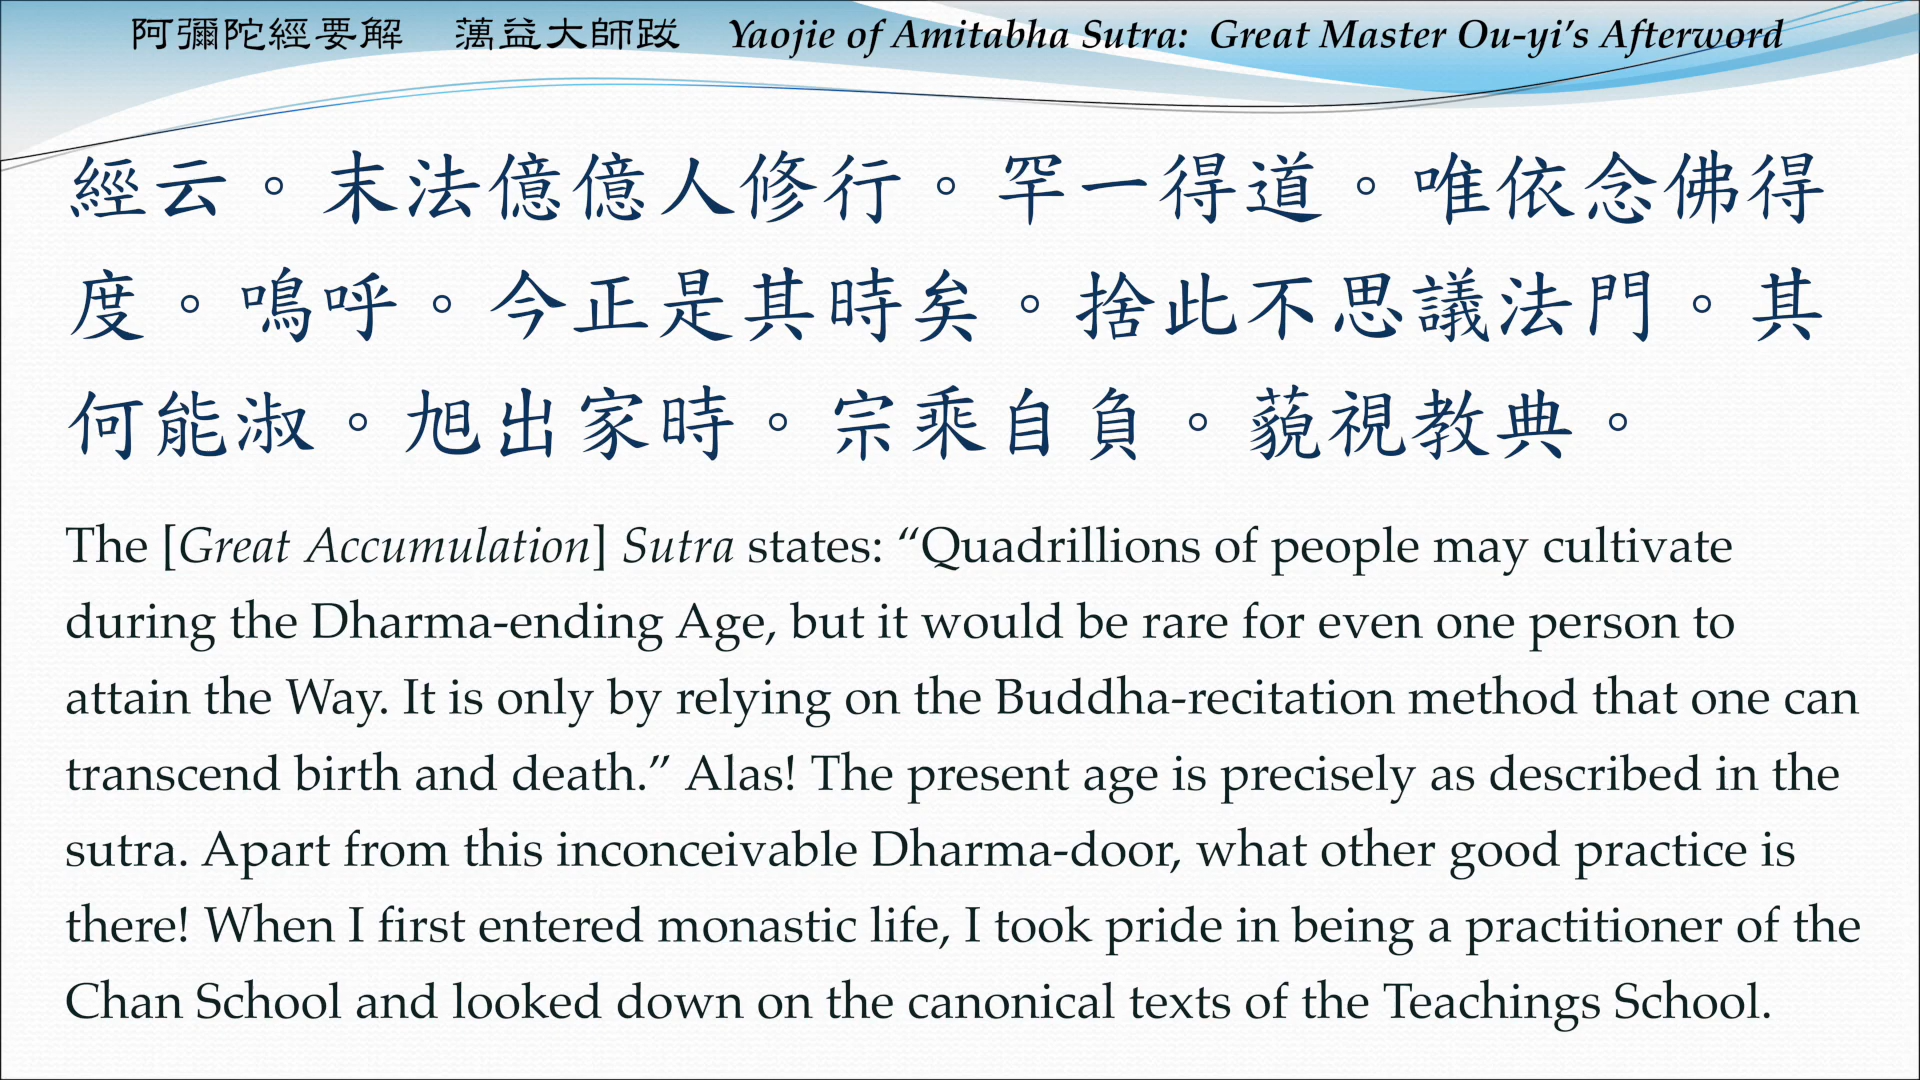 阿彌陀經要解　蕅益大師跋　Yaojie of Amitabha Sutra: Great Master Ou-yi’s Afterword
經云。末法億億人修行。罕一得道。唯依念佛得
度。嗚呼。今正是其時矣。捨此不思議法門。其
何能淑。旭出家時。宗乘自負。藐視教典。
The [Great Accumulation] Sutra states: “Quadrillions of people may cultivate
during the Dharma-ending Age, but it would be rare for even one person to
attain the Way. It is only by relying on the Buddha-recitation method that one can
transcend birth and death.” Alas! The present age is precisely as described in the
sutra. Apart from this inconceivable Dharma-door, what other good practice is
there! When I first entered monastic life, I took pride in being a practitioner of the
Chan School and looked down on the canonical texts of the Teachings School.